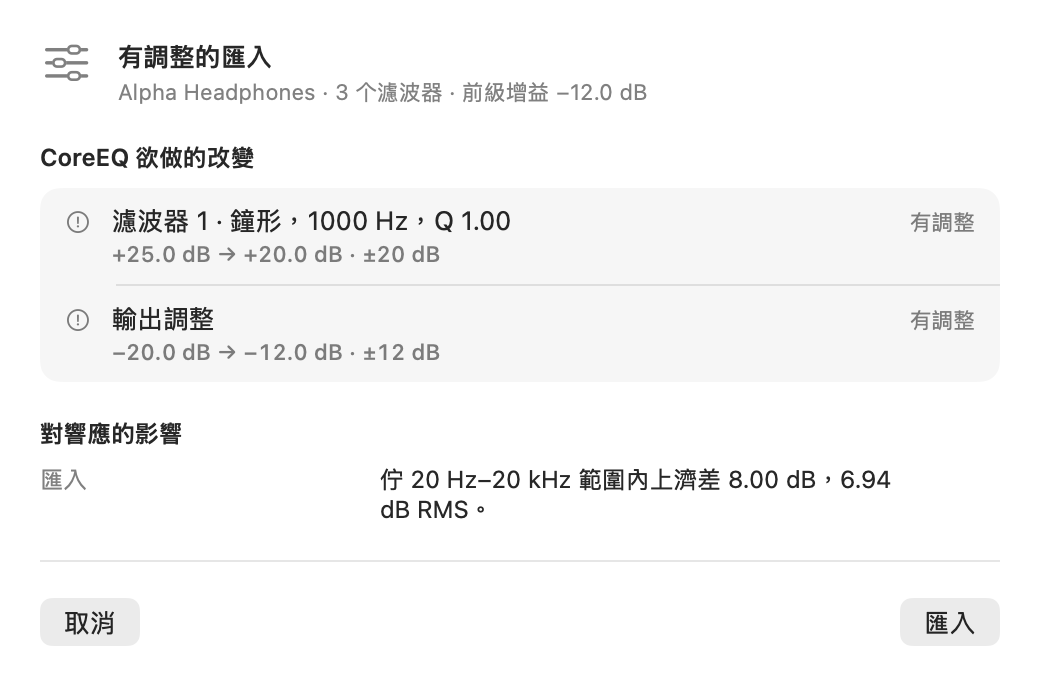 有調整的匯入
Alpha Headphones · 3 个濾波器 · 前級增益 −12.0 dB
CoreEQ 欲做的改變
濾波器 1 · 鐘形，1000 Hz，Q 1.00
有調整
+25.0 dB → +20.0 dB · ±20 dB
輸出調整
有調整
−20.0 dB → −12.0 dB · ±12 dB
對響應的影響
匯入
佇 20 Hz–20 kHz 範圍內上濟差 8.00 dB，6.94
dB RMS。
取消
匯入